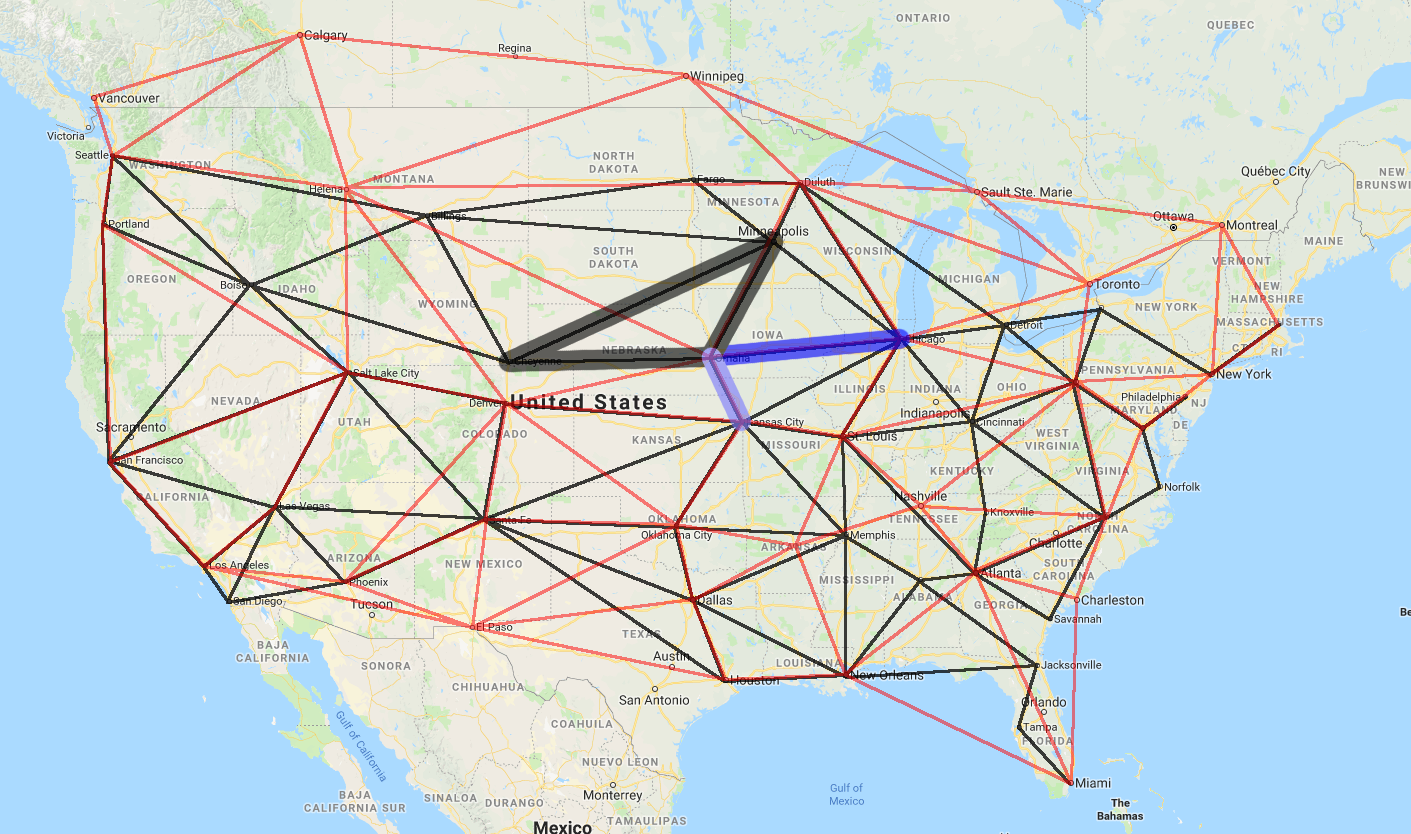 ONTARIO
QUEBEC
Calgary
Regina
Winnipeg
Vancouver
Victoria
Seattle
WASHINGTON
NORTH
DAKOTA
MONTANA
Helena
Fargo
Duluth
Sault Ste. Marie
Québec City
NEW
BRUNSWI
MINNESOTA
Ottawa
Montreal
Portland
Billings
Minneapolis
MAINE
SOUTH
DAKOTA
WISCONSIN
VERMONT
OREGON
Boise
IDAHO
MICHIGAN
Toronto
NEW
HAMPSHIRE
WYOMING
NEW YORK
MASSACHUSETTS
Detroit
IOWA
Chicago
CT
RI
NEBRASKA
Omaha
Cheyenne
Salt Lake City
PENNSYLVANIA
New York
NEVADA
ILLINOIS
INDIANA
OHIO
Philadelphia
NJ
Denver
United States
MARYLAND
DE
Indianapolis
Sacramento
UTAH
COLORADO
KANSAS
Kansas City
MISSOURI
St. Louis
Cincinnati
WEST
VIRGINIA
San Francisco
KENTUCKY
VIRGINIA
Norfolk
CALIFORNIA
Las Vegas
Nashville
TENNESSEE
Knoxville
Santa Fe
OKLAHOMA
Oklahoma City
NORTH
CAROLINA
Memphis
Charlotte
ARKANSAS
ARIZONA
NEW MEXICO
Los Angeles
Phoenix
MISSISSIPPI
Atlanta
SOUTH
CAROLINA
San Diego
Tucson
Dallas
ALABAMA
GEORGIA
Charleston
Savannah
El Paso
TEXAS
Be
BAJA
CALIFORNIA
SONORA
Austin
LOUISIANA
Jacksonville
New Orleans
Houston
CHIHUAHUA
San Antonio
Orlando
COAHUILA
Tampa
FLORIDA
Gulf of California
NUEVO LEON
Miami
Gulf of
Mexico
Monterrey
BAJA
CALIFORNIA SUR
SINALOA
DURANGO
The
Bahamas
TAMAULIPAS
Mexico